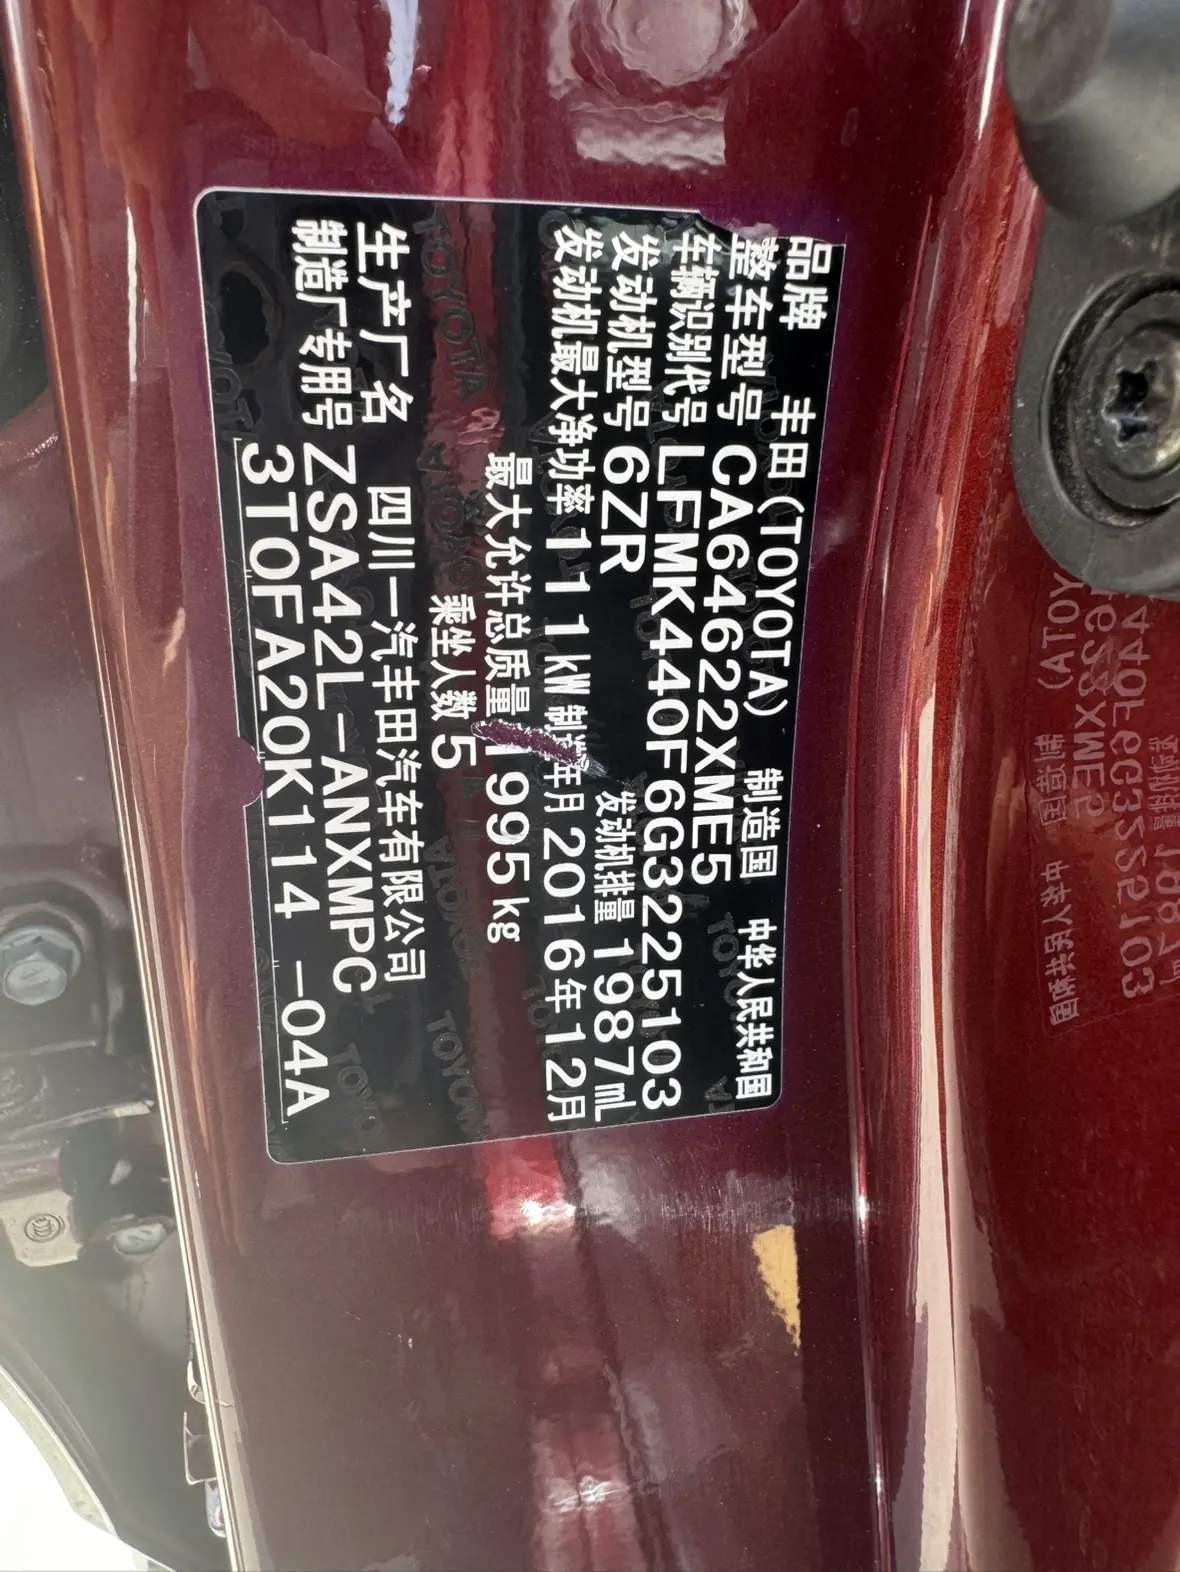 品牌 丰田(TOYOTA) 制造国 中华人民共和国
整车型号 CA64622XME5
车辆识别代号 LFMK440F6G3225103
发动机型号 6ZR 发动机排量 1987mL
发动机最大净功率 111kW 制造年月 2016年12月
最大允许总质量 1995kg
乘坐人数 5
生产厂名 四川一汽丰田汽车有限公司
制造厂专用号 ZSA42L-ANXMPC
3T0FA20K114 -04A